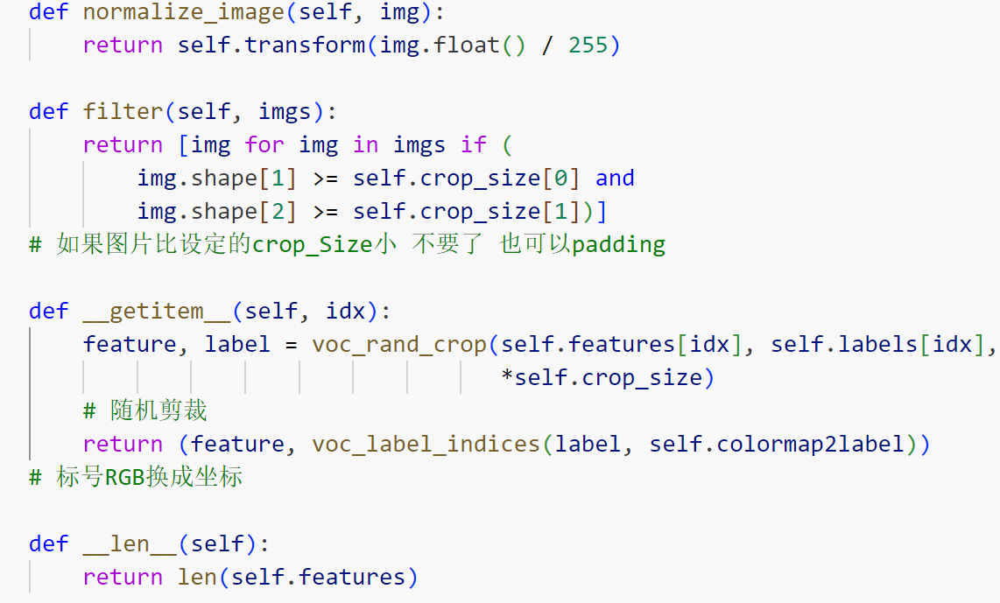 def normalize_image(self, img):
    return self.transform(img.float() / 255)

def filter(self, imgs):
    return [img for img in imgs if (
        img.shape[1] >= self.crop_size[0] and
        img.shape[2] >= self.crop_size[1])]
# 如果图片比设定的crop_Size小 不要了 也可以padding

def __getitem__(self, idx):
    feature, label = voc_rand_crop(self.features[idx], self.labels[idx],
                                   *self.crop_size)
    # 随机剪裁
    return (feature, voc_label_indices(label, self.colormap2label))
# 标号RGB换成坐标

def __len__(self):
    return len(self.features)